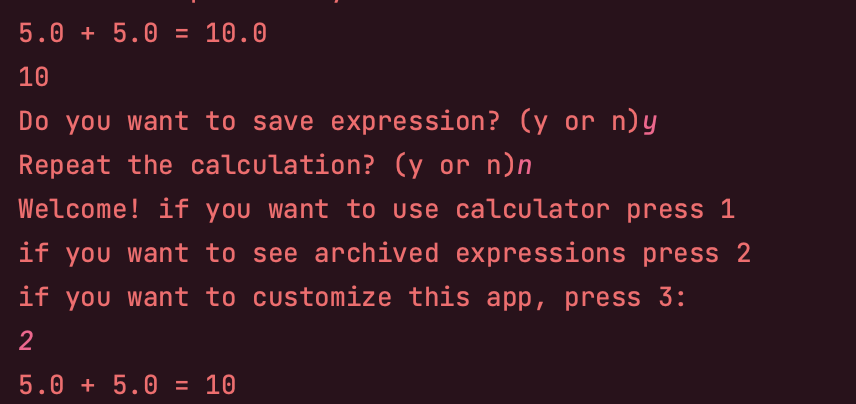 5.0 + 5.0 = 10.0
10
Do you want to save expression? (y or n)y
Repeat the calculation? (y or n)n
Welcome! if you want to use calculator press 1
if you want to see archived expressions press 2
if you want to customize this app, press 3:
2
5.0 + 5.0 = 10